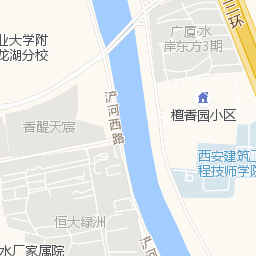 三环
广厦·水
岸东方3期
业大学附
龙湖分校
檀香园小区
浐河西路
香醍天宸
西安建筑工
程技师学院
恒大绿洲
水厂家属院
浐河